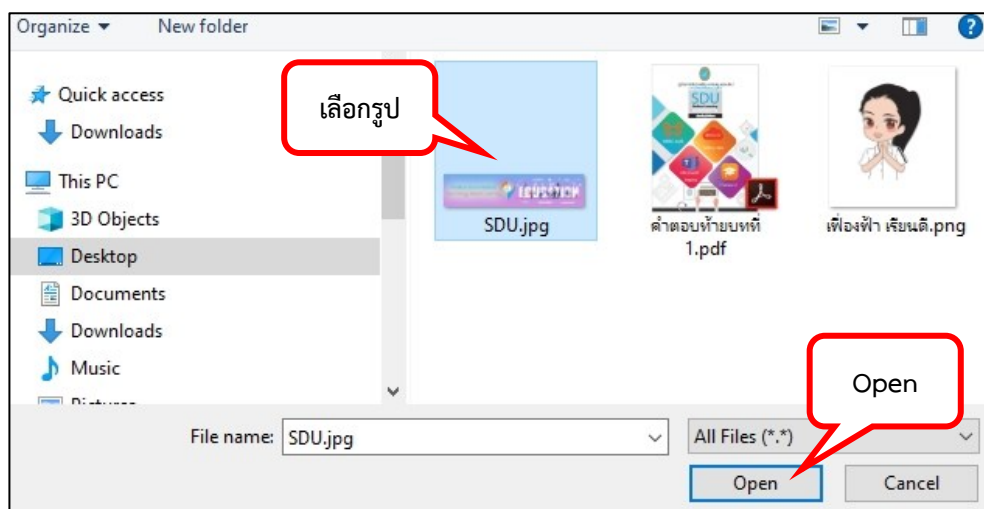 Organize New folder
Quick access
Downloads
This PC
3D Objects
Desktop
Documents
Downloads
Music
เลือกรูป
SDU
EDUCATION
SDU.jpg
คำตอบท้ายบทที่
1.pdf
เฟื่องฟ้า เรียนดี.png
Open
File name: SDU.jpg
All Files (*.*)
Open Cancel